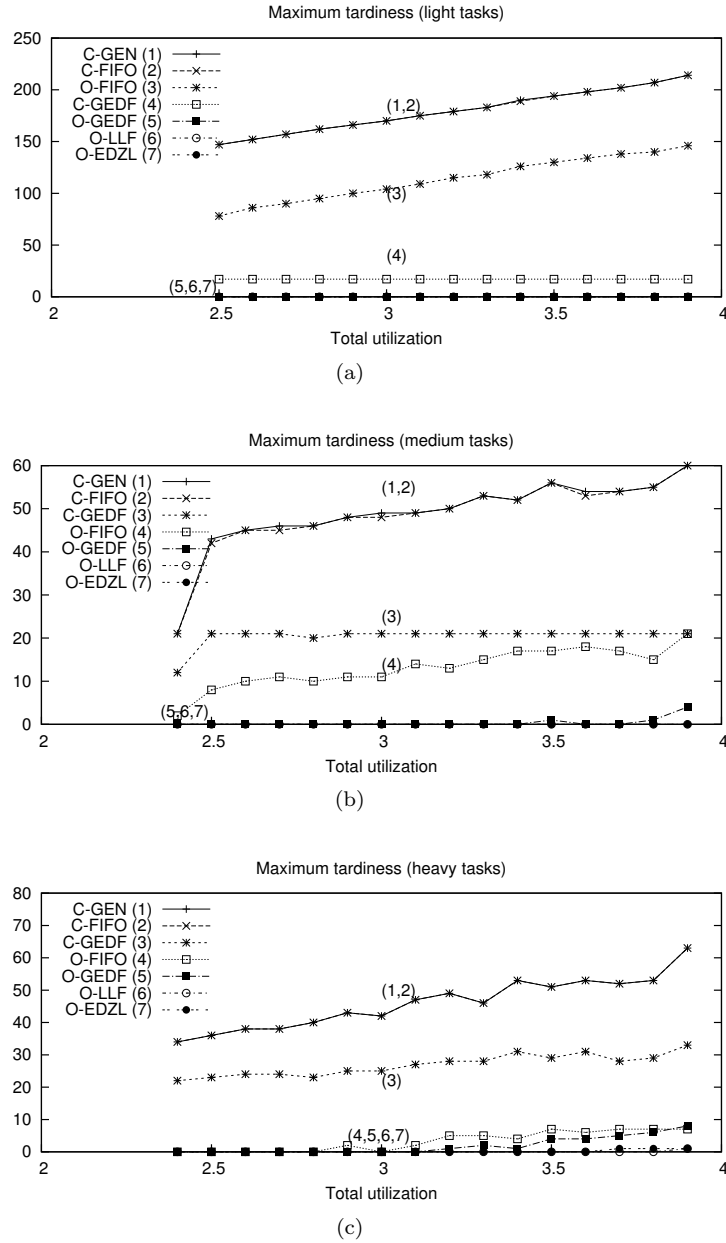 Maximum tardiness (light tasks)
250
200
150
100
50
0
C-GEN (1)
C-FIFO (2)
O-FIFO (3)
C-GEDF (4)
O-GEDF (5)
O-LLF (6)
O-EDZL (7)
(1,2)
(3)
(4)
(5,6,7)
2
2.5
3
3.5
4
Total utilization
(a)
Maximum tardiness (medium tasks)
60
50
40
30
20
10
0
C-GEN (1)
C-FIFO (2)
C-GEDF (3)
O-FIFO (4)
O-GEDF (5)
O-LLF (6)
O-EDZL (7)
(1,2)
(3)
(4)
(5,6,7)
2
2.5
3
3.5
4
Total utilization
(b)
Maximum tardiness (heavy tasks)
80
70
60
50
40
30
20
10
0
C-GEN (1)
C-FIFO (2)
C-GEDF (3)
O-FIFO (4)
O-GEDF (5)
O-LLF (6)
O-EDZL (7)
(1,2)
(3)
(4,5,6,7)
2
2.5
3
3.5
4
Total utilization
(c)